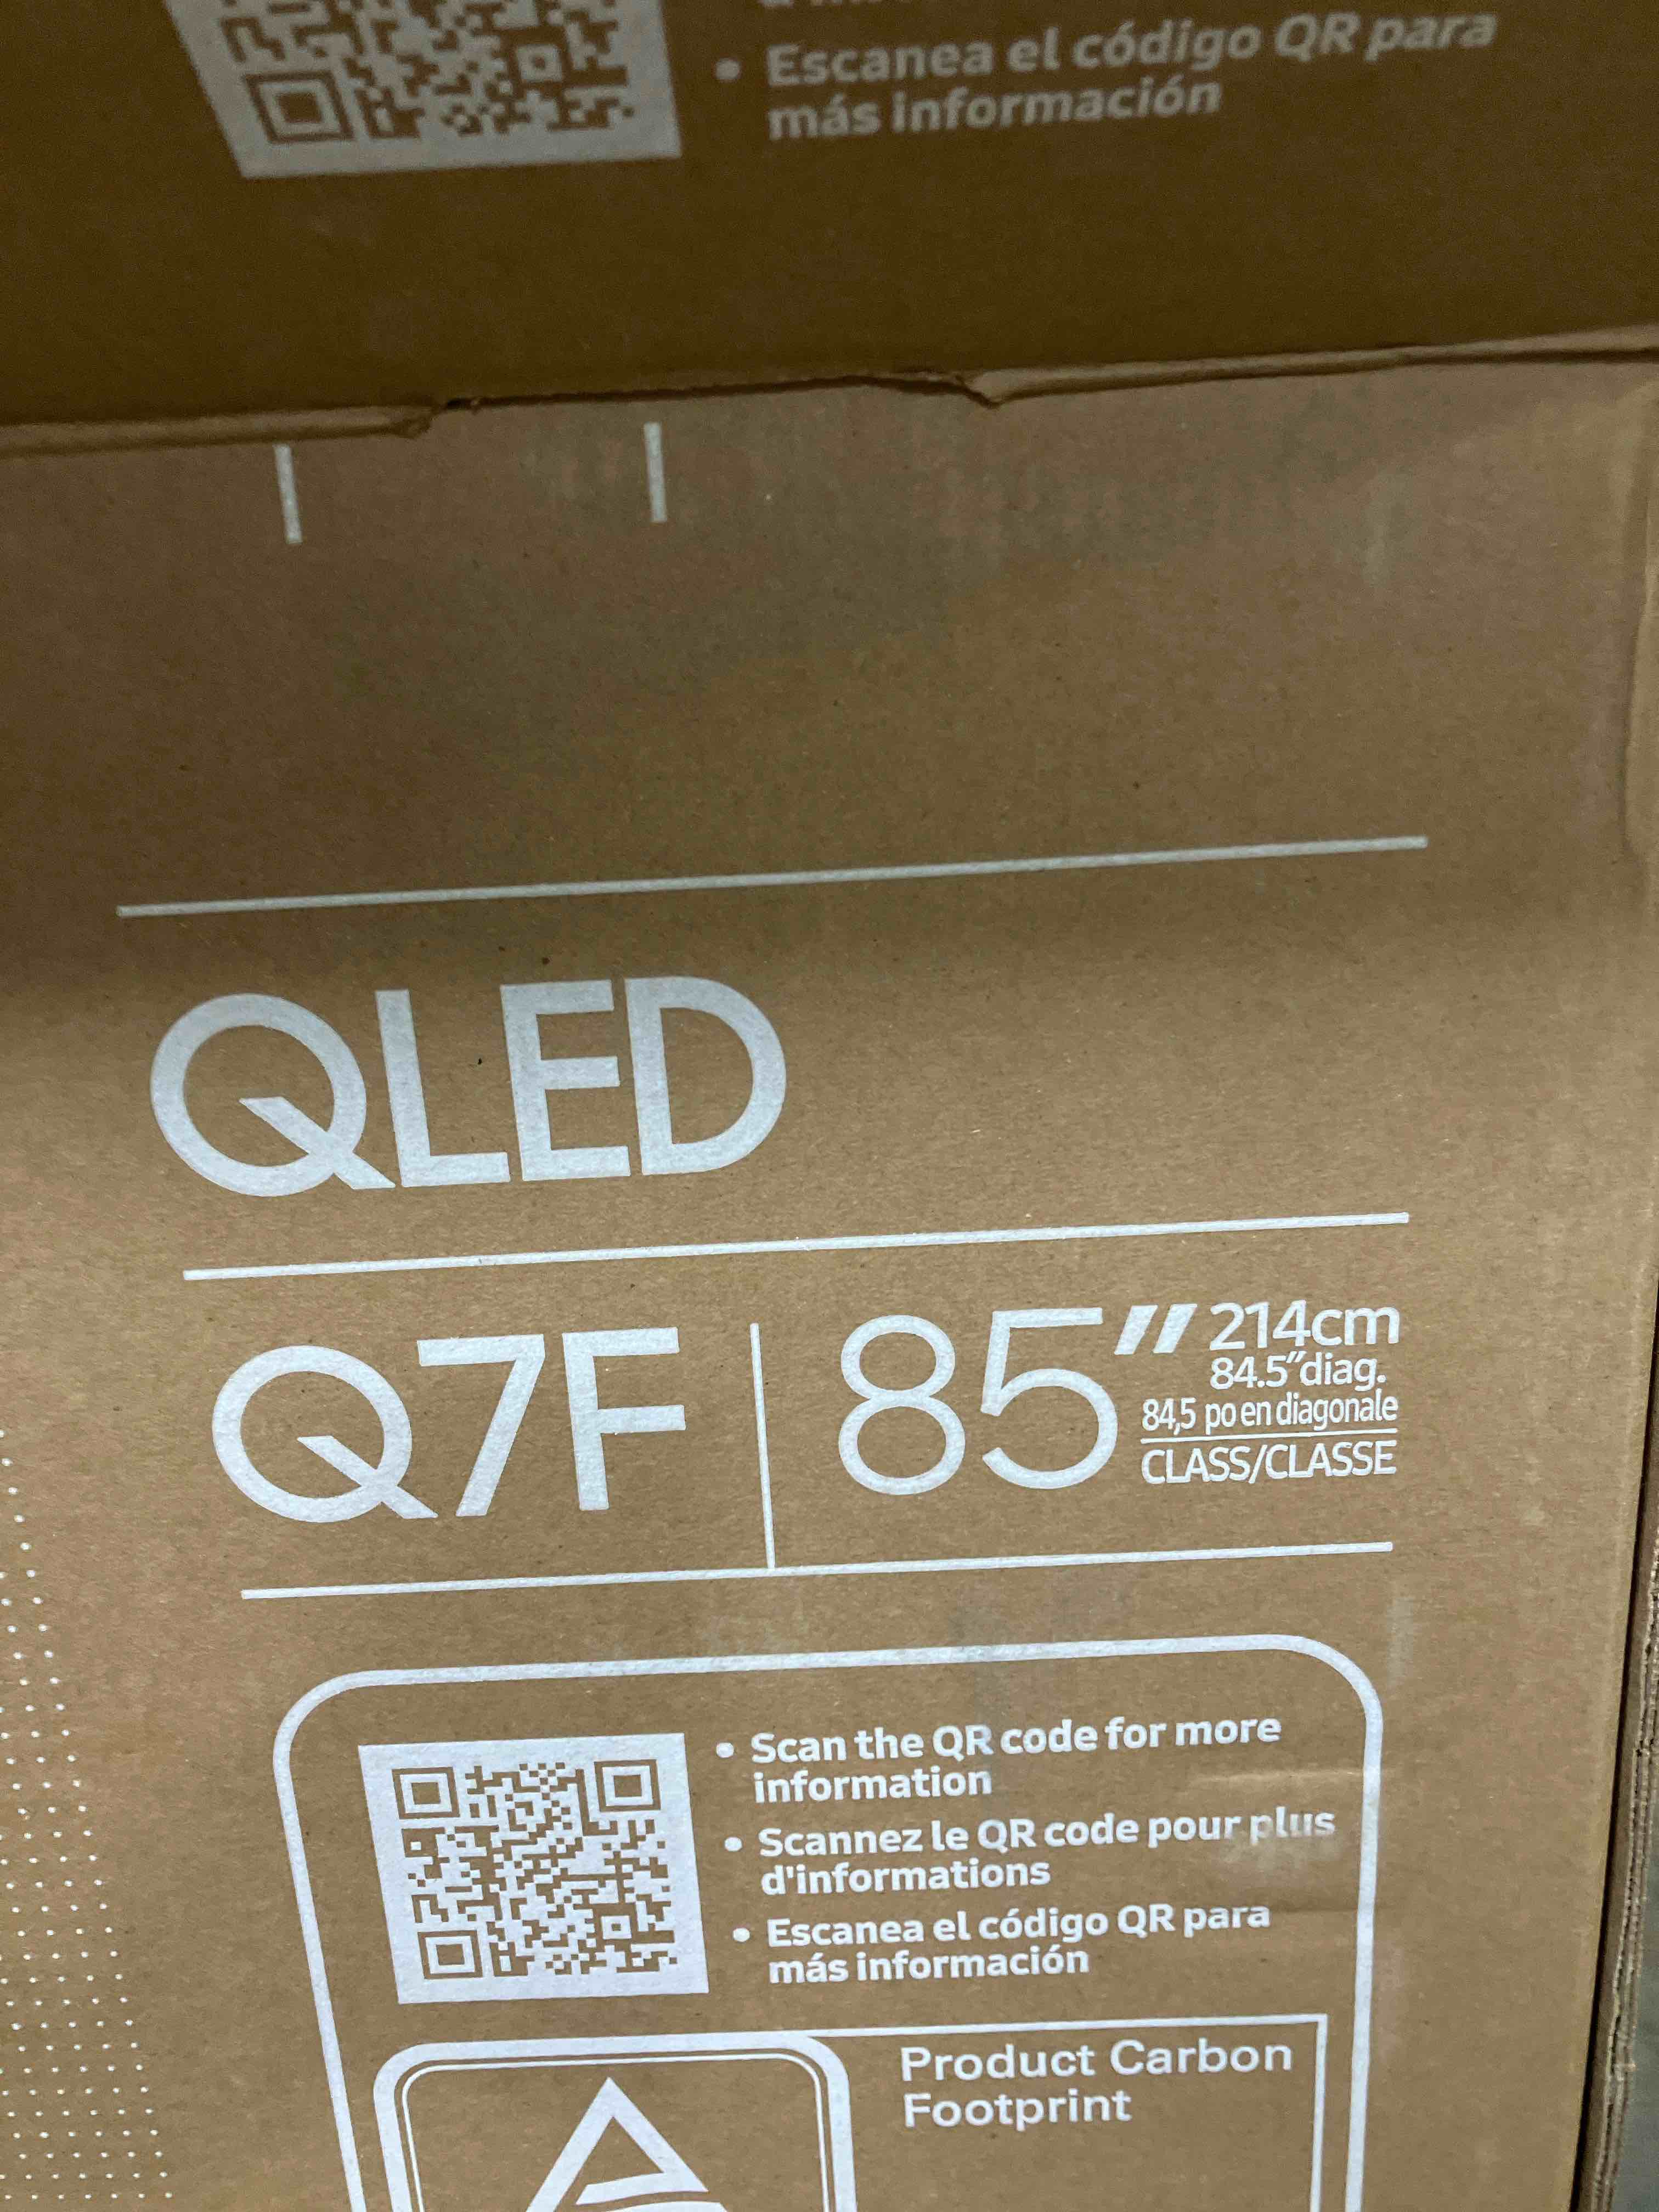 • Escanea el código QR para
más información
QLED
Q7F | 85" 214cm
84.5"diag.
84,5 po en diagonale
CLASS/CLASSE
• Scan the QR code for more
information
• Scannez le QR code pour plus
d'informations
• Escanea el código QR para
más información
Product Carbon
Footprint